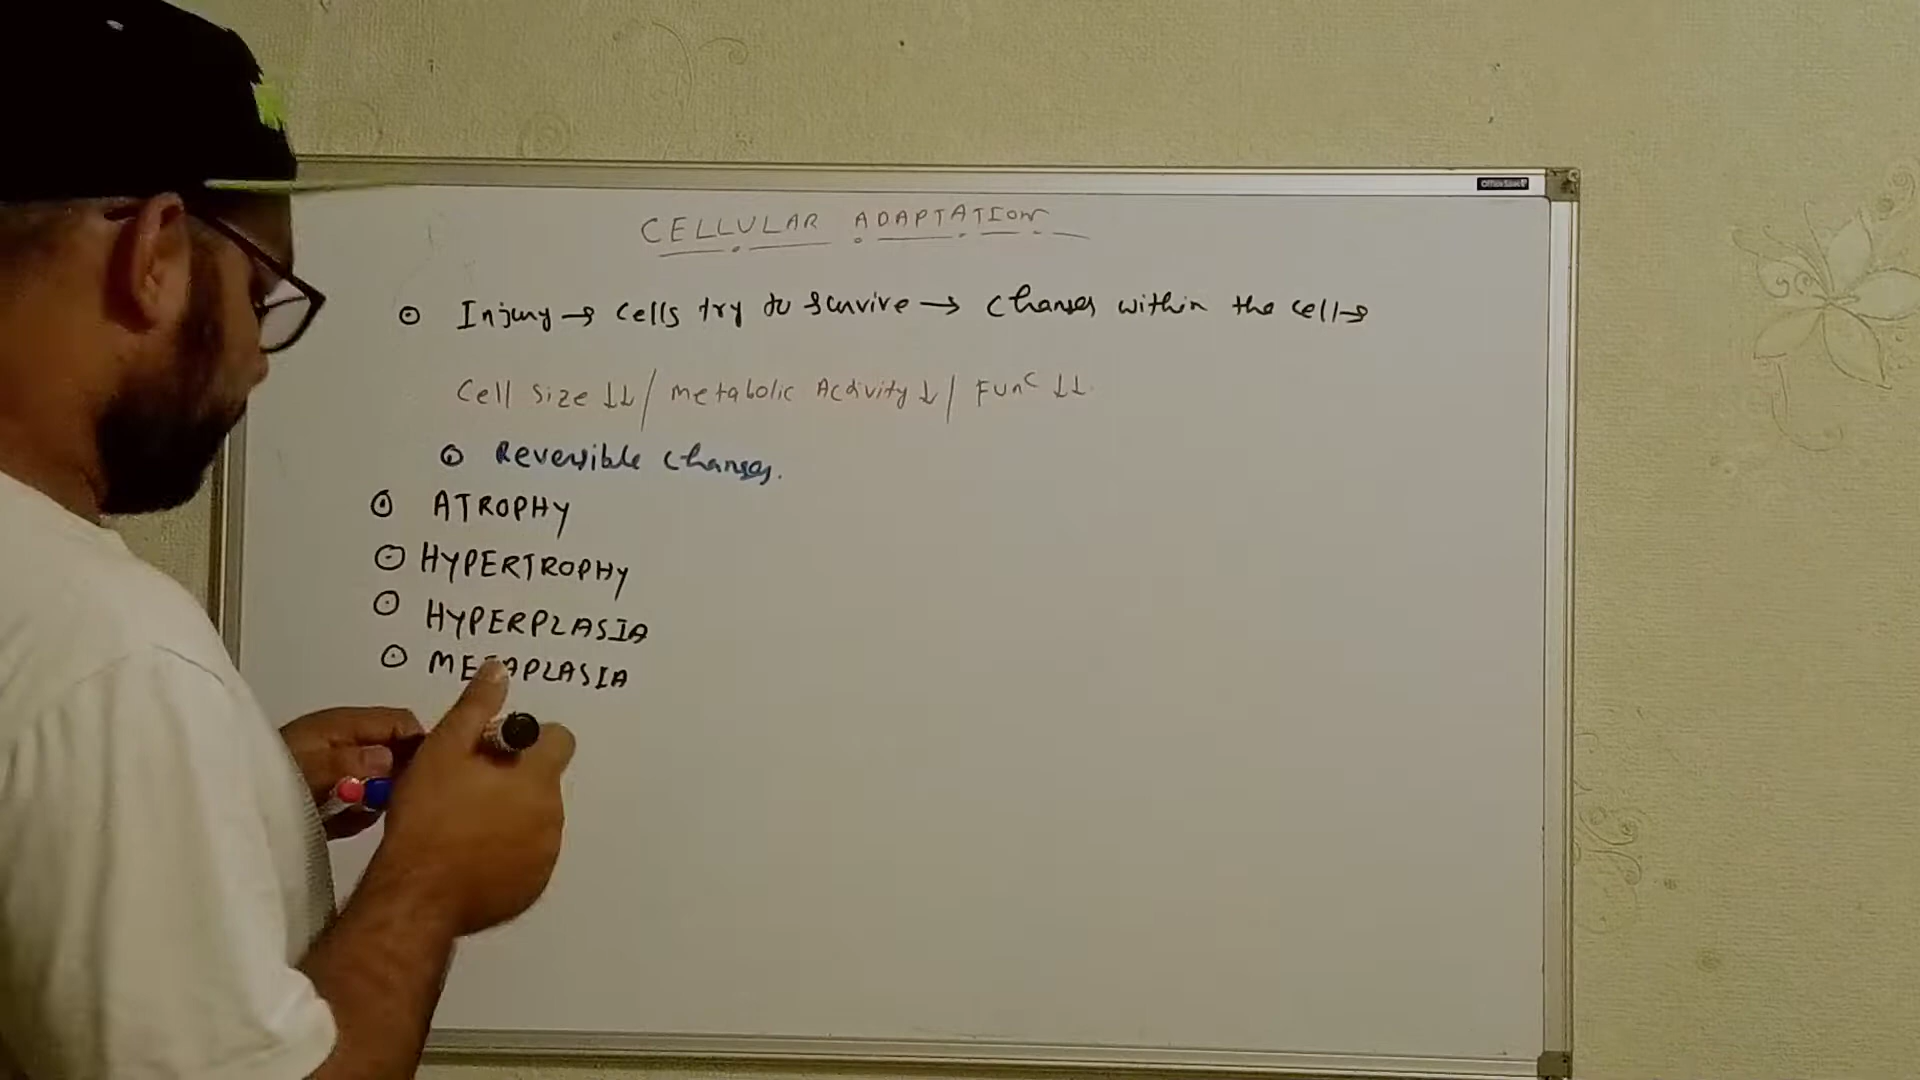 CELLULAR ADAPTATION
⊙ Injury → cells try to survive → changes within the cell →
Cell size ↓↓ / metabolic Activity ↓ / Func ↓↓
⊙ Reversible changes.
⊙ ATROPHY
⊙ HYPERTROPHY
⊙ HYPERPLASIA
⊙ METAPLASIA